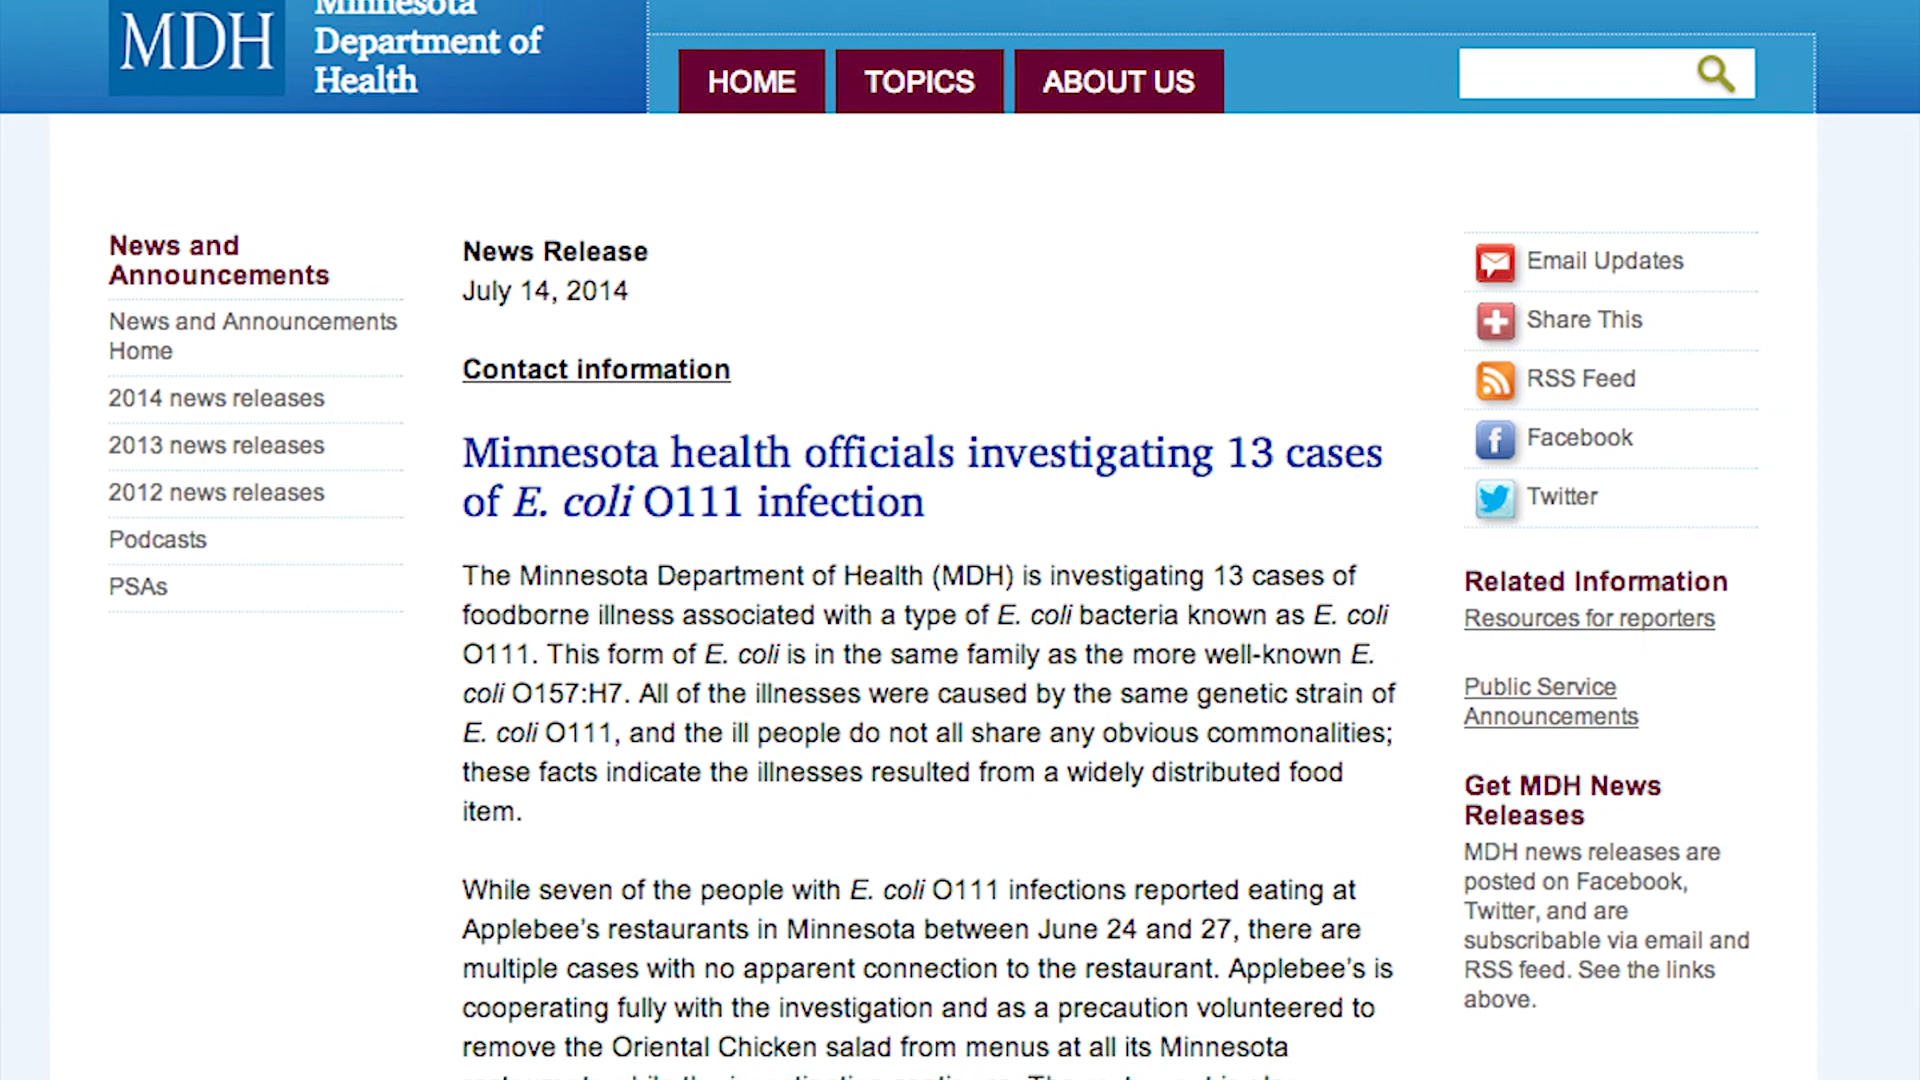 MDH
Minnesota
Department of
Health
HOME
TOPICS
ABOUT US
News and
Announcements
News and Announcements
Home
2014 news releases
2013 news releases
2012 news releases
Podcasts
PSAs
News Release
July 14, 2014
Contact information
Minnesota health officials investigating 13 cases
of E. coli O111 infection
The Minnesota Department of Health (MDH) is investigating 13 cases of
foodborne illness associated with a type of E. coli bacteria known as E. coli
O111. This form of E. coli is in the same family as the more well-known E.
coli O157:H7. All of the illnesses were caused by the same genetic strain of
E. coli O111, and the ill people do not all share any obvious commonalities;
these facts indicate the illnesses resulted from a widely distributed food
item.
While seven of the people with E. coli O111 infections reported eating at
Applebee’s restaurants in Minnesota between June 24 and 27, there are
multiple cases with no apparent connection to the restaurant. Applebee’s is
cooperating fully with the investigation and as a precaution volunteered to
remove the Oriental Chicken salad from menus at all its Minnesota
Email Updates
Share This
RSS Feed
Facebook
Twitter
Related Information
Resources for reporters
Public Service
Announcements
Get MDH News
Releases
MDH news releases are
posted on Facebook,
Twitter, and are
subscribable via email and
RSS feed. See the links
above.